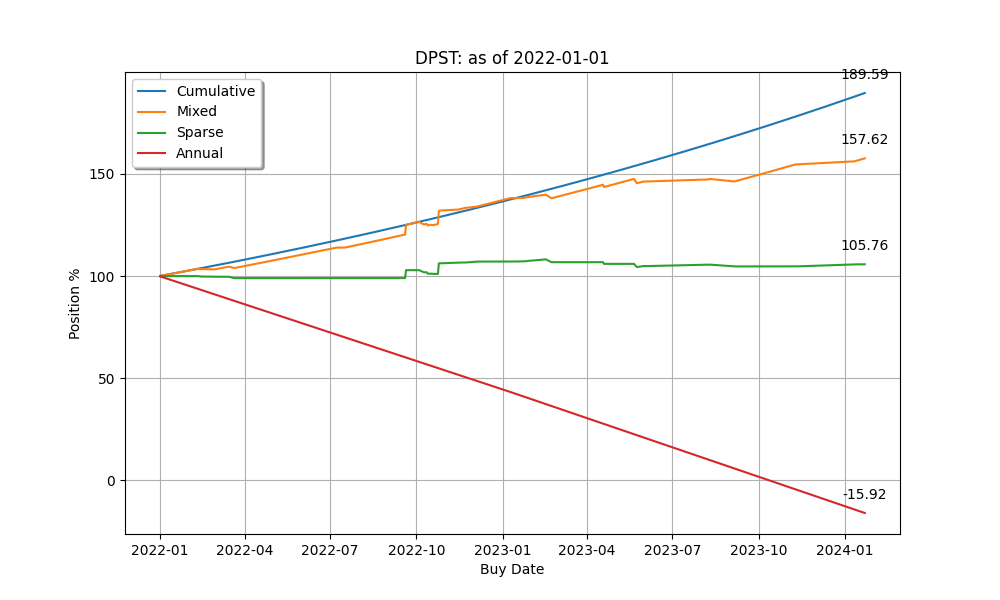 DPST: as of 2022-01-01
Cumulative
Mixed
Sparse
Annual
189.59
157.62
105.76
-15.92
Position %
150
100
50
0
2022-01 2022-04 2022-07 2022-10 2023-01 2023-04 2023-07 2023-10 2024-01
Buy Date